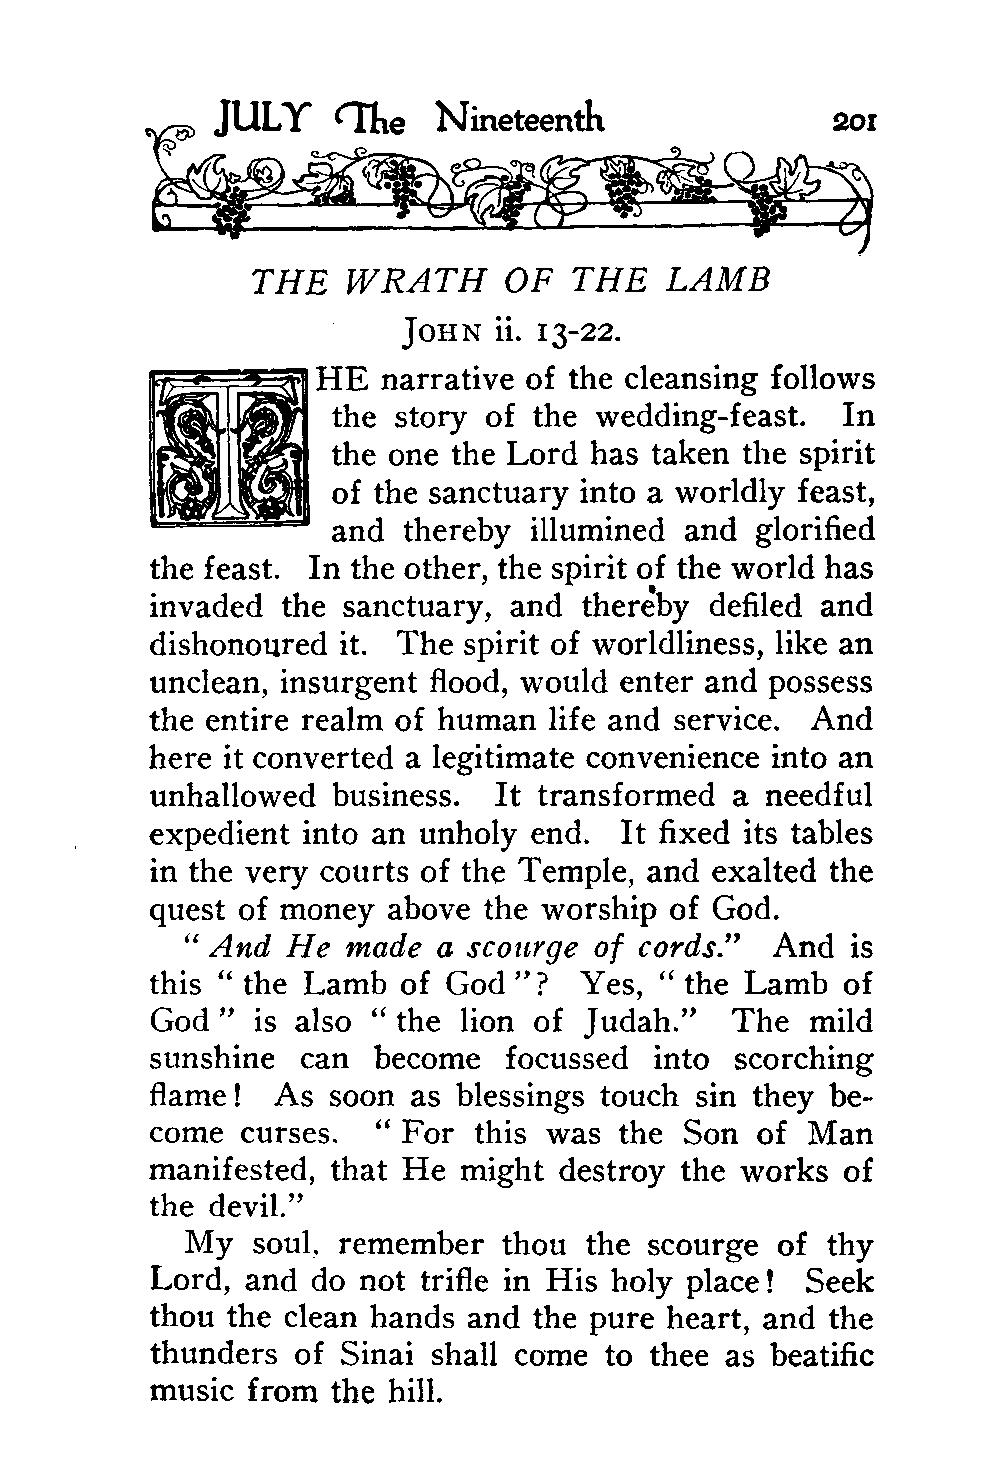 JULY The Nineteenth 201
THE WRATH OF THE LAMB
JOHN ii. 13-22.
THE narrative of the cleansing follows
the story of the wedding-feast. In
the one the Lord has taken the spirit
of the sanctuary into a worldly feast,
and thereby illumined and glorified
the feast. In the other, the spirit of the world has
invaded the sanctuary, and thereby defiled and
dishonoured it. The spirit of worldliness, like an
unclean, insurgent flood, would enter and possess
the entire realm of human life and service. And
here it converted a legitimate convenience into an
unhallowed business. It transformed a needful
expedient into an unholy end. It fixed its tables
in the very courts of the Temple, and exalted the
quest of money above the worship of God.
"And He made a scourge of cords." And is
this "the Lamb of God"? Yes, "the Lamb of
God" is also "the lion of Judah." The mild
sunshine can become focussed into scorching
flame! As soon as blessings touch sin they be-
come curses. "For this was the Son of Man
manifested, that He might destroy the works of
the devil."
My soul, remember thou the scourge of thy
Lord, and do not trifle in His holy place! Seek
thou the clean hands and the pure heart, and the
thunders of Sinai shall come to thee as beatific
music from the hill.